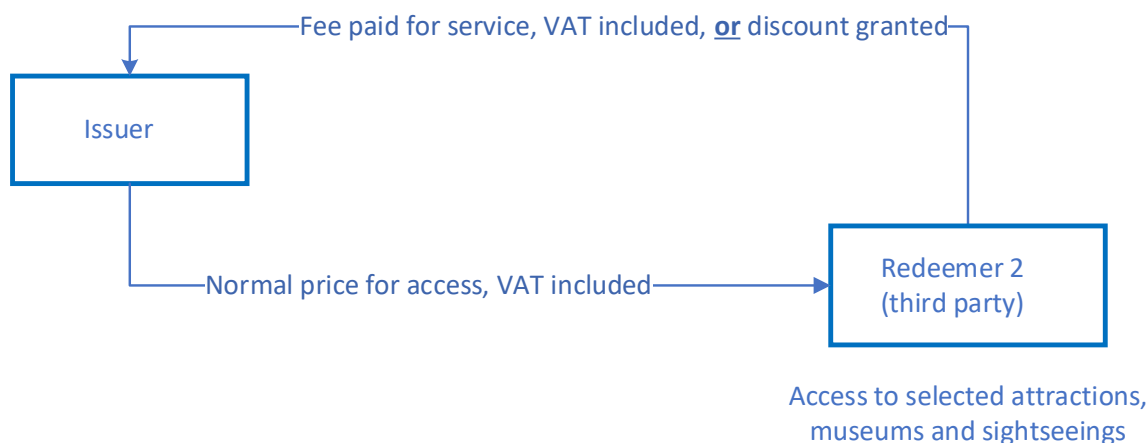 Fee paid for service, VAT included, or discount granted
Issuer
Normal price for access, VAT included
Redeemer 2
(third party)
Access to selected attractions,
museums and sightseeings